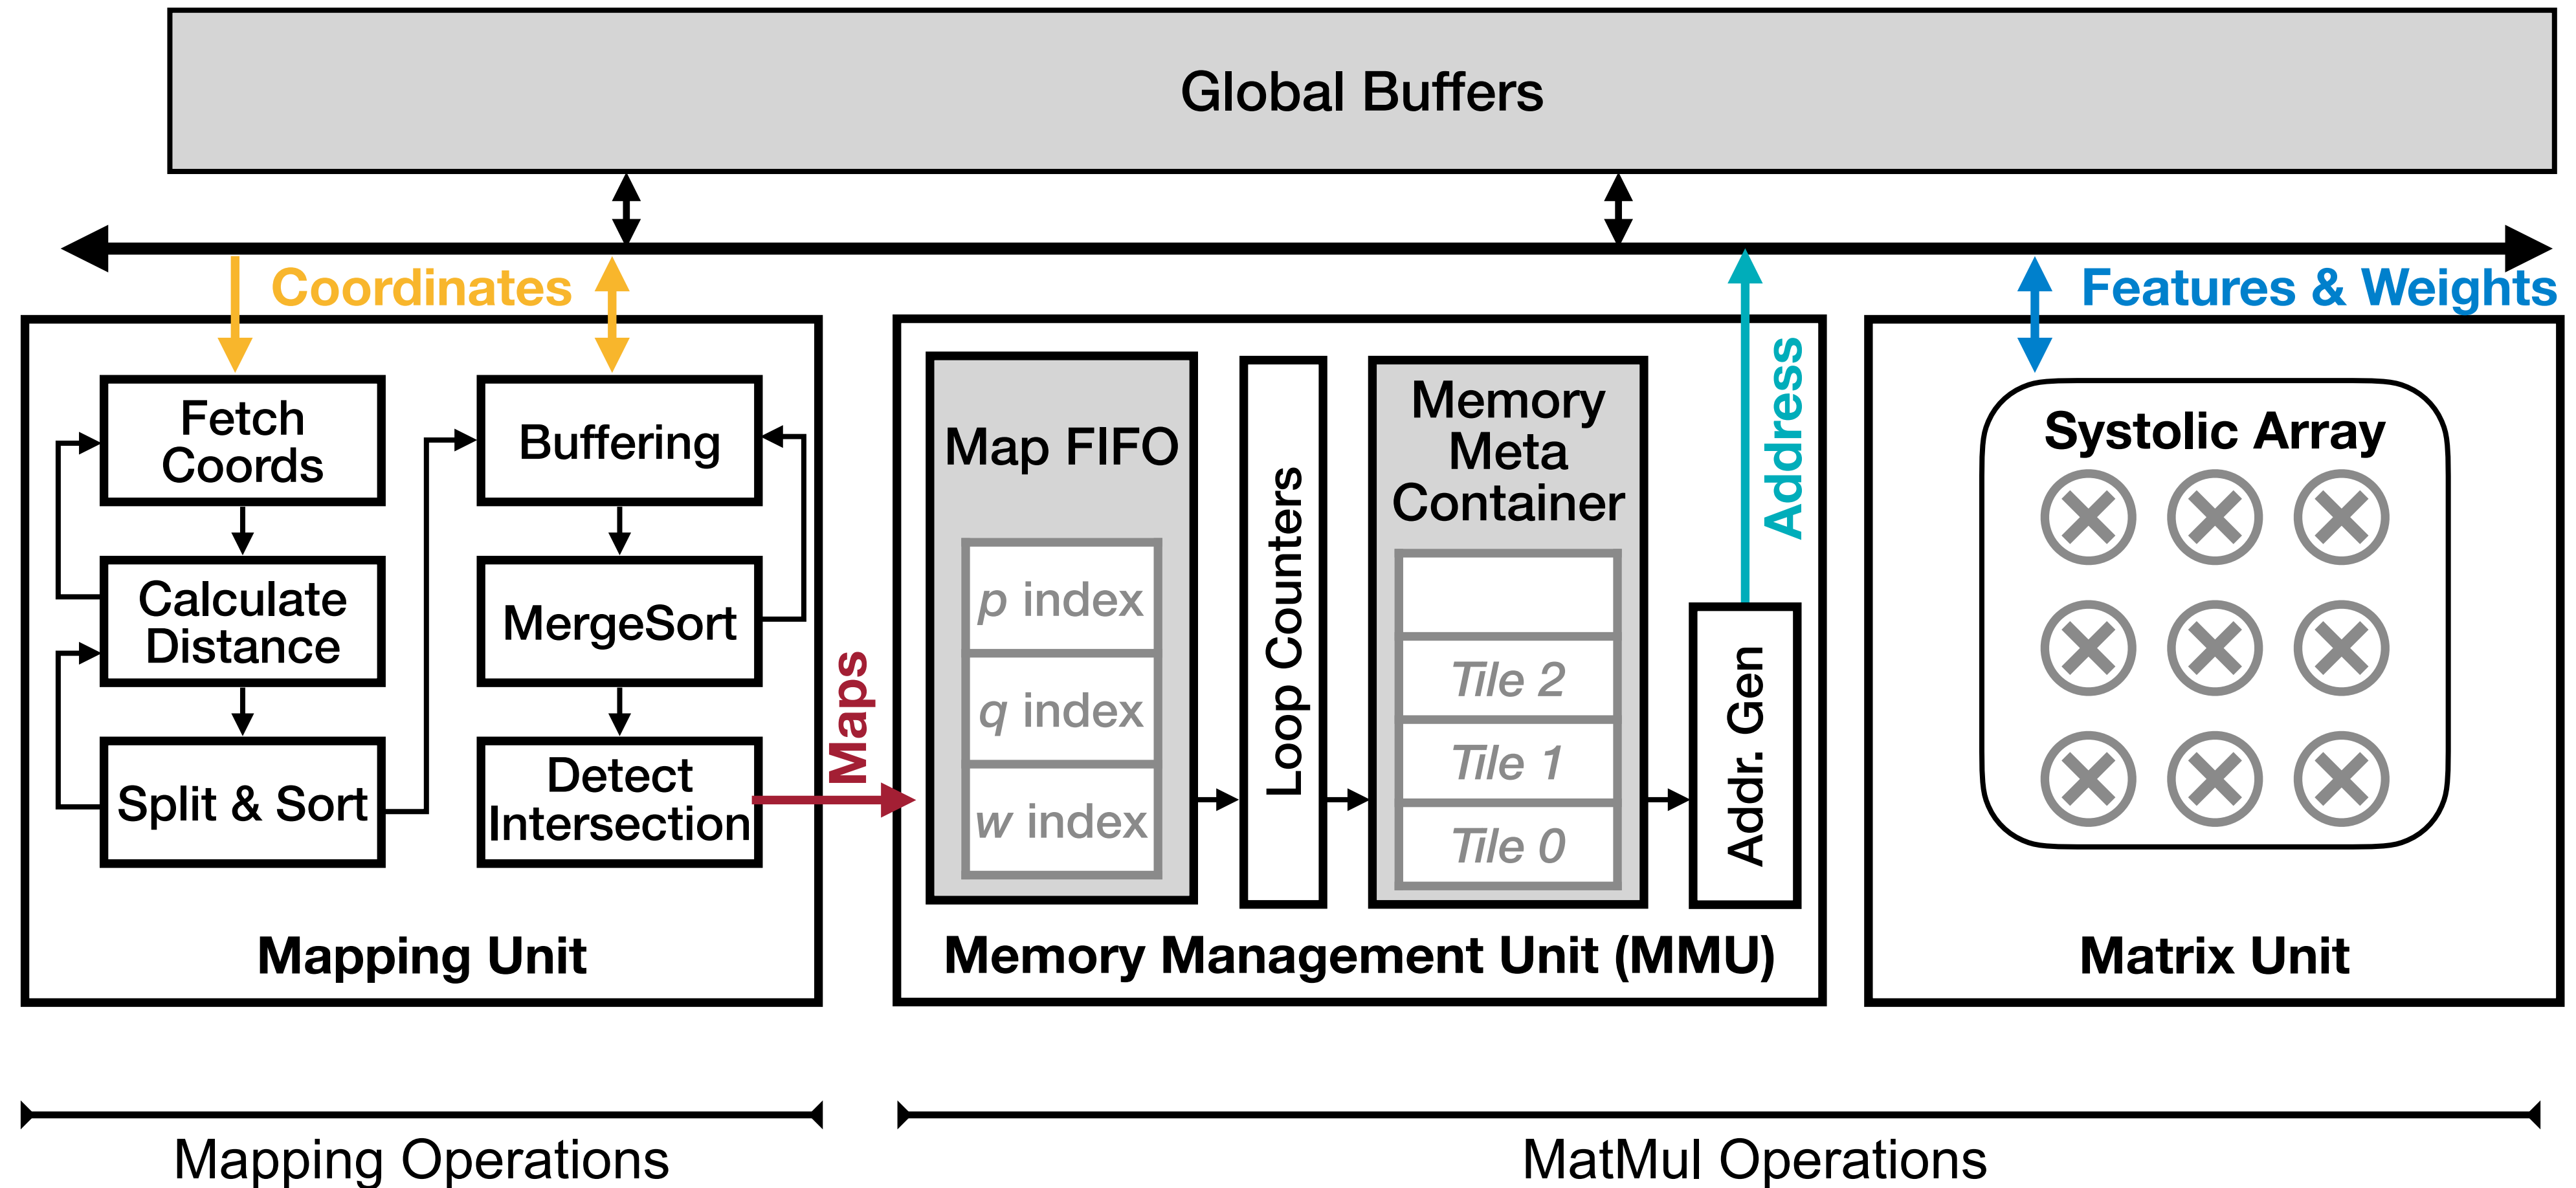 Global Buffers
Coordinates
Features & Weights
Fetch
Coords
Calculate
Distance
Split & Sort
Buffering
MergeSort
Detect
Intersection
Mapping Unit
Maps
Map FIFO
p index
q index
w index
Loop Counters
Memory
Meta
Container
Tile 2
Tile 1
Tile 0
Addr. Gen
Address
Memory Management Unit (MMU)
Systolic Array
Matrix Unit
Mapping Operations
MatMul Operations